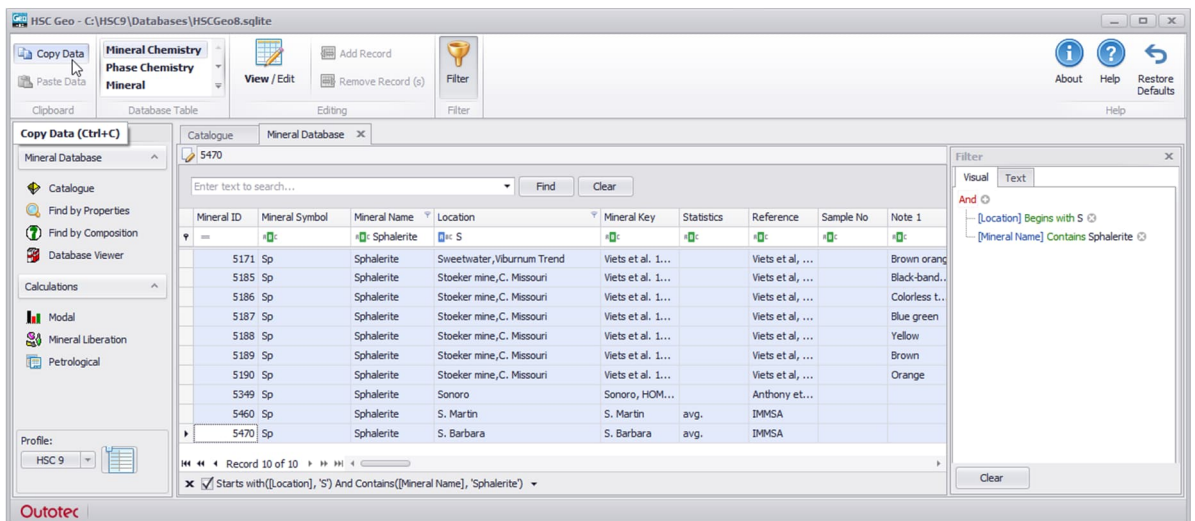 HSC Geo - C:\HSC9\Databases\HSCGeo8.sqlite
Copy Data
Paste Data
Clipboard
Mineral Chemistry
Phase Chemistry
Mineral
Database Table
View / Edit
Add Record
Remove Record (s)
Editing
Filter
Filter
About
Help
Restore Defaults
Help
Copy Data (Ctrl+C)
Mineral Database
Catalogue
Find by Properties
Find by Composition
Database Viewer
Calculations
Modal
Mineral Liberation
Petrological
Profile:
HSC 9
Catalogue Mineral Database
5470
Enter text to search... Find Clear
Mineral ID Mineral Symbol Mineral Name Location Mineral Key Statistics Reference Sample No Note 1
= Sphalerite S
5171 Sp Sphalerite Sweetwater,Viburnum Trend Viets et al. 1... Viets et al, ... Brown orang
5185 Sp Sphalerite Stoeker mine,C. Missouri Viets et al. 1... Viets et al, ... Black-band..
5186 Sp Sphalerite Stoeker mine,C. Missouri Viets et al. 1... Viets et al, ... Colorless t..
5187 Sp Sphalerite Stoeker mine,C. Missouri Viets et al. 1... Viets et al, ... Blue green
5188 Sp Sphalerite Stoeker mine,C. Missouri Viets et al. 1... Viets et al, ... Yellow
5189 Sp Sphalerite Stoeker mine,C. Missouri Viets et al. 1... Viets et al, ... Brown
5190 Sp Sphalerite Stoeker mine,C. Missouri Viets et al. 1... Viets et al, ... Orange
5349 Sp Sphalerite Sonoro Sonoro, HOM... Anthony et...
5460 Sp Sphalerite S. Martin S. Martin avg. IMMSA
5470 Sp Sphalerite S. Barbara S. Barbara avg. IMMSA
Record 10 of 10
Starts with([Location], 'S') And Contains([Mineral Name], 'Sphalerite')
Filter
Visual Text
And
[Location] Begins with S
[Mineral Name] Contains Sphalerite
Clear
Outotec